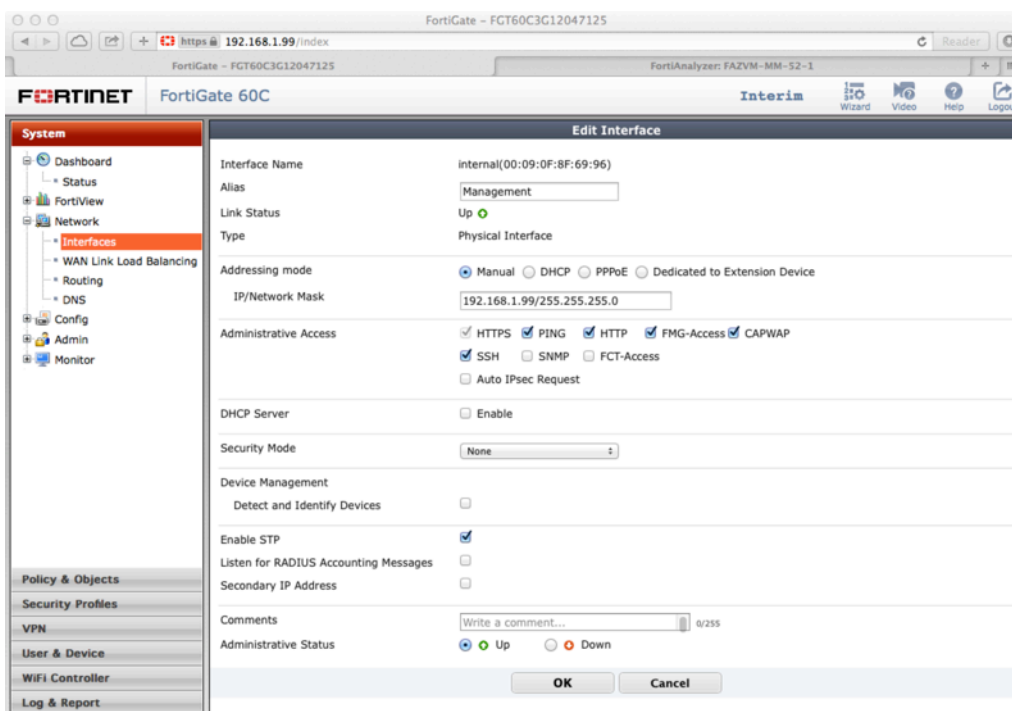 FortiGate – FGT60C3G12047125
https 192.168.1.99/index
Reader
FortiGate – FGT60C3G12047125
FortiAnalyzer: FAZVM-MM-52-1
FORTINET
FortiGate 60C
Interim
Wizard
Video
Help
System
Dashboard
Status
FortiView
Network
Interfaces
WAN Link Load Balancing
Routing
DNS
Config
Admin
Monitor
Policy & Objects
Security Profiles
VPN
User & Device
WiFi Controller
Log & Report
Edit Interface
Interface Name internal(00:09:0F:8F:69:96)
Alias Management
Link Status Up
Type Physical Interface
Addressing mode Manual DHCP PPPoE Dedicated to Extension Device
IP/Network Mask 192.168.1.99/255.255.255.0
Administrative Access HTTPS PING HTTP FMG-Access CAPWAP
SSH SNMP FCT-Access
Auto IPsec Request
DHCP Server Enable
Security Mode None
Device Management
Detect and Identify Devices
Enable STP
Listen for RADIUS Accounting Messages
Secondary IP Address
Comments Write a comment... 0/255
Administrative Status Up Down
OK Cancel